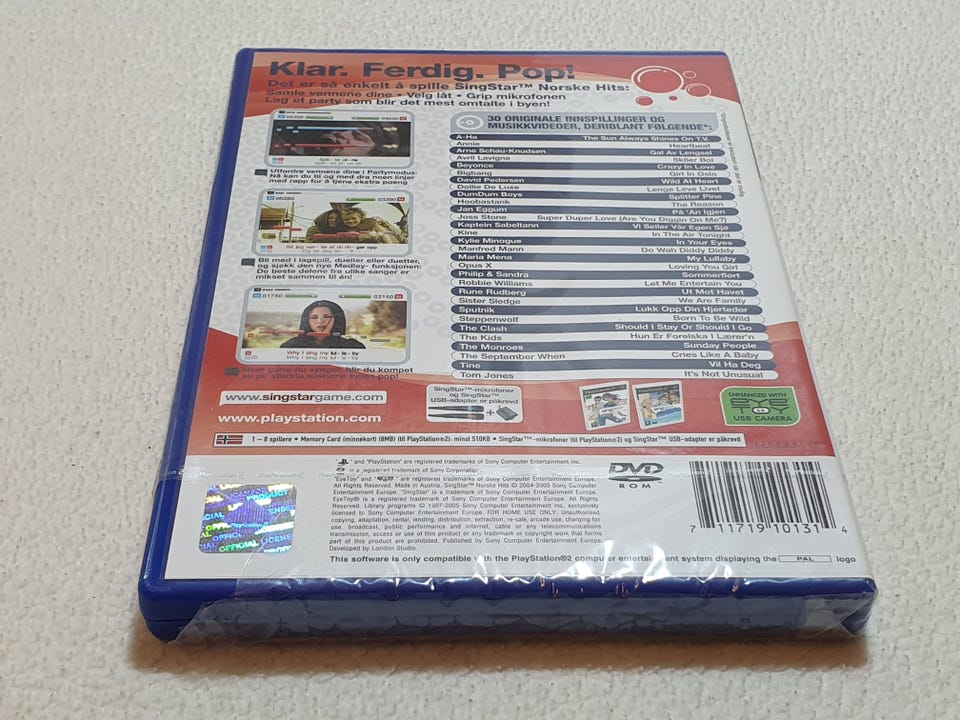 Klar. Ferdig. Pop!
Det er så enkelt å spille SingStar™ Norske Hits:
Samle vennene dine • Velg låt • Grip mikrofonen
Lag et party som blir det mest omtalte i byen!
Utfordre vennene dine i Partymodus:
Nå kan du til og med dra noen linjer
med rapp for å tjene ekstra poeng
06280
03390
Bli med i lagspill, dueller eller duetter,
og sjekk den nye Medley- funksjonen:
De beste delene fra ulike sanger er
mikset sammen til én!
01750
02150
Why I sing my lul - la - by
Why I sing my lul - la - by
Hver gang du synger, blir du kompet
av de største navnene innen pop!
30 ORIGINALE INNSPILLINGER OG
MUSIKKVIDEOER, DERIBLANT FØLGENDE*:
A-Ha The Sun Always Shines On T.V.
Annie Heartbeat
Arne Schau-Knudsen Gal Av Lengsel
Avril Lavigne Sk8er Boi
Beyonce Crazy In Love
Bigbang Girl In Oslo
David Pedersen Wild At Heart
Dollie De Luxe Lenge Leve Livet
DumDum Boys Splitter Pine
Hoobastank The Reason
Jan Eggum På 'An Igjen
Joss Stone Super Duper Love (Are You Diggin On Me?)
Kaptein Sabeltann Vi Seiler Vår Egen Sjø
Kine In The Air Tonight
Kylie Minogue In Your Eyes
Manfred Mann Do Wah Diddy Diddy
Maria Mena My Lullaby
Opus X Loving You Girl
Philip & Sandra Sommerflort
Robbie Williams Let Me Entertain You
Rune Rudberg Ut Mot Havet
Sister Sledge We Are Family
Sputnik Lukk Opp Din Hjertedør
Steppenwolf Born To Be Wild
The Clash Should I Stay Or Should I Go
The Kids Hun Er Forelska I Lærer'n
The Monroes Sunday People
The September When Cries Like A Baby
Tine Vil Ha Deg
Tom Jones It's Not Unusual
www.singstargame.com
www.playstation.com
SingStar™-mikrofoner
og SingStar™
USB-adapter er påkrevd
ENHANCED WITH
EYE
TOY
USB CAMERA
1 – 8 spillere • Memory Card (minnekort) (8MB) (til PlayStation®2): minst 510KB • SingStar™-mikrofoner (til PlayStation®2) og SingStar™ USB-adapter er påkrevd
" and "PlayStation" are registered trademarks of Sony Computer Entertainment Inc.
is a registered trademark of Sony Corporation.
"EyeToy" and " " are registered trademarks of Sony Computer Entertainment Europe.
All Rights Reserved. Made in Austria. SingStar™ Norske Hits © 2004-2005 Sony Computer
Entertainment Europe. "SingStar" is a trademark of Sony Computer Entertainment Europe.
EyeToy® is a registered trademark of Sony Computer Entertainment Europe. All Rights
Reserved. Library programs © 1997-2005 Sony Computer Entertainment Inc. exclusively
licensed to Sony Computer Entertainment Europe. FOR HOME USE ONLY. Unauthorised
copying, adaptation, rental, lending, distribution, extraction, re-sale, arcade use, charging for
use, broadcast, public performance and internet, cable or any telecommunications
transmission, access or use of this product or any trademark or copyright work that forms
part of this product are prohibited. Published by Sony Computer Entertainment Europe.
Developed by London Studio.
This software is only compatible with the PlayStation®2 computer entertainment system displaying the PAL logo
DVD
ROM
7 11719 10131 4
OFFICIAL LICENSED PRODUCT
PlayStation